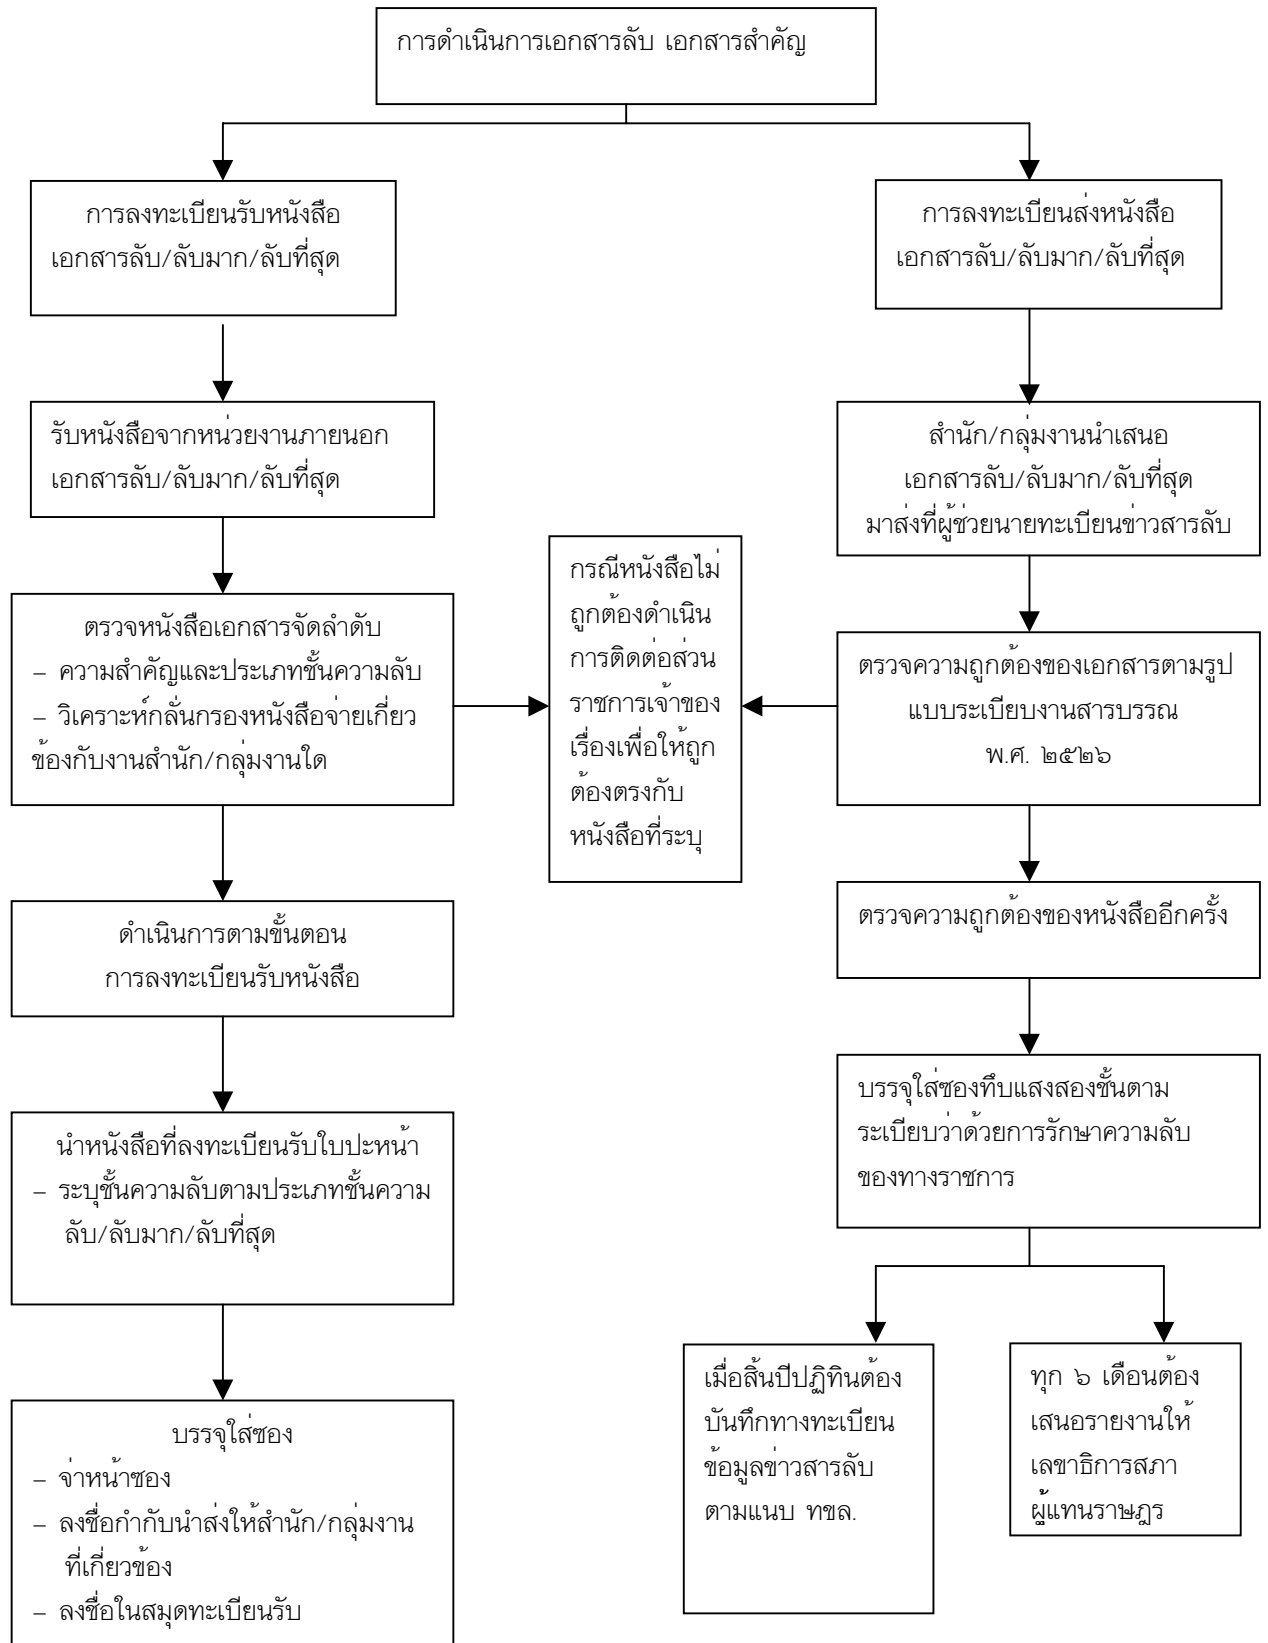 การดำเนินการเอกสารลับ เอกสารสำคัญ
การลงทะเบียนรับหนังสือ
เอกสารลับ/ลับมาก/ลับที่สุด
รับหนังสือจากหน่วยงานภายนอก
เอกสารลับ/ลับมาก/ลับที่สุด
ตรวจหนังสือเอกสารจัดลำดับ
– ความสำคัญและประเภทชั้นความลับ
– วิเคราะห์กลั่นกรองหนังสือจ่ายเกี่ยว
ข้องกับงานสำนัก/กลุ่มงานใด
ดำเนินการตามขั้นตอน
การลงทะเบียนรับหนังสือ
นำหนังสือที่ลงทะเบียนรับใบปะหน้า
– ระบุชั้นความลับตามประเภทชั้นความ
ลับ/ลับมาก/ลับที่สุด
บรรจุใส่ซอง
– จ่าหน้าซอง
– ลงชื่อกำกับนำส่งให้สำนัก/กลุ่มงาน
ที่เกี่ยวข้อง
– ลงชื่อในสมุดทะเบียนรับ
กรณีหนังสือไม่
ถูกต้องดำเนิน
การติดต่อส่วน
ราชการเจ้าของ
เรื่องเพื่อให้ถูก
ต้องตรงกับ
หนังสือที่ระบุ
การลงทะเบียนส่งหนังสือ
เอกสารลับ/ลับมาก/ลับที่สุด
สำนัก/กลุ่มงานนำเสนอ
เอกสารลับ/ลับมาก/ลับที่สุด
มาส่งที่ผู้ช่วยนายทะเบียนข่าวสารลับ
ตรวจความถูกต้องของเอกสารตามรูป
แบบระเบียบงานสารบรรณ
พ.ศ. ๒๕๒๖
ตรวจความถูกต้องของหนังสืออีกครั้ง
บรรจุใส่ซองทึบแสงสองชั้นตาม
ระเบียบว่าด้วยการรักษาความลับ
ของทางราชการ
เมื่อสิ้นปีปฏิทินต้อง
บันทึกทางทะเบียน
ข้อมูลข่าวสารลับ
ตามแนบ ทขล.
ทุก ๖ เดือนต้อง
เสนอรายงานให้
เลขาธิการสภา
ผู้แทนราษฎร